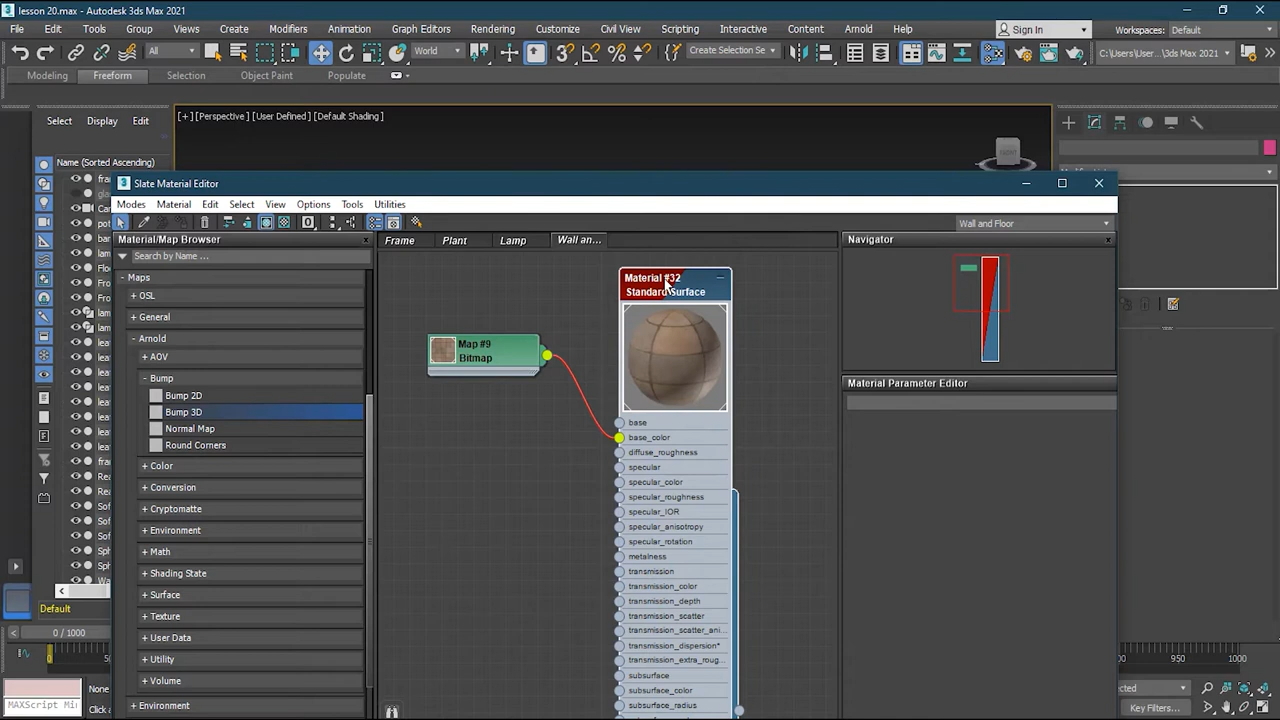 lesson 20.max - Autodesk 3ds Max 2021
File Edit Tools Group Views Create Modifiers Animation Graph Editors Rendering Customize Civil View Scripting Interactive Content Arnold Help Sign In Workspaces: Default
All World Create Selection Se C:\Users\User...\3ds Max 2021
Modeling Freeform Selection Object Paint Populate
Select Display Edit [+] [Perspective] [User Defined] [Default Shading]
FRONT
Name (Sorted Ascending)
Slate Material Editor
Modes Material Edit Select View Options Tools Utilities
Wall and Floor
Material/Map Browser Frame Plant Lamp Wall an... Navigator
Search by Name ...
- Maps
+ OSL
+ General
- Arnold
+ AOV
- Bump
Bump 2D
Bump 3D
Normal Map
Round Corners
+ Color
+ Conversion
+ Cryptomatte
+ Environment
+ Math
+ Shading State
+ Surface
+ Texture
+ User Data
+ Utility
+ Volume
+ Environment
Map #9
Bitmap
Material #32
Standard Surface
base
base_color
diffuse_roughness
specular
specular_color
specular_roughness
specular_IOR
specular_anisotropy
specular_rotation
metalness
transmission
transmission_color
transmission_depth
transmission_scatter
transmission_scatter_ani...
transmission_dispersion*
transmission_extra_roug...
subsurface
subsurface_color
subsurface_radius
Material Parameter Editor
Default
0 / 1000
950 1000
MAXScript Mi
None
Click a
Key Filters...